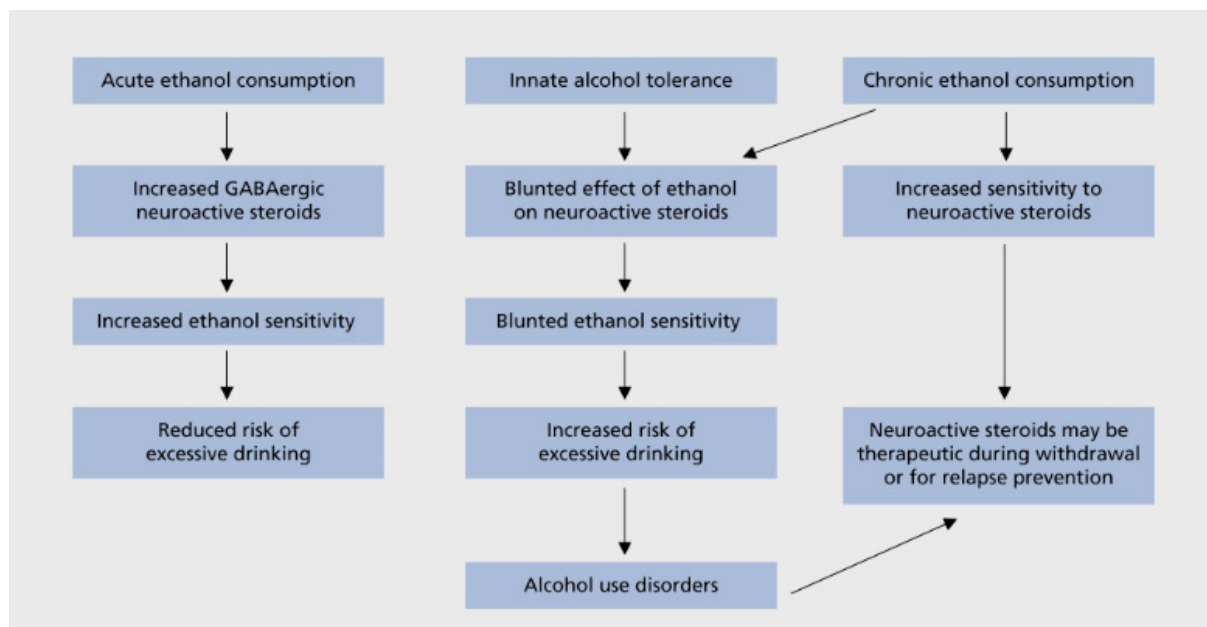 Acute ethanol consumption
Innate alcohol tolerance
Chronic ethanol consumption
Increased GABAergic
neuroactive steroids
Blunted effect of ethanol
on neuroactive steroids
Increased sensitivity to
neuroactive steroids
Increased ethanol sensitivity
Blunted ethanol sensitivity
Reduced risk of
excessive drinking
Increased risk of
excessive drinking
Neuroactive steroids may be
therapeutic during withdrawal
or for relapse prevention
Alcohol use disorders